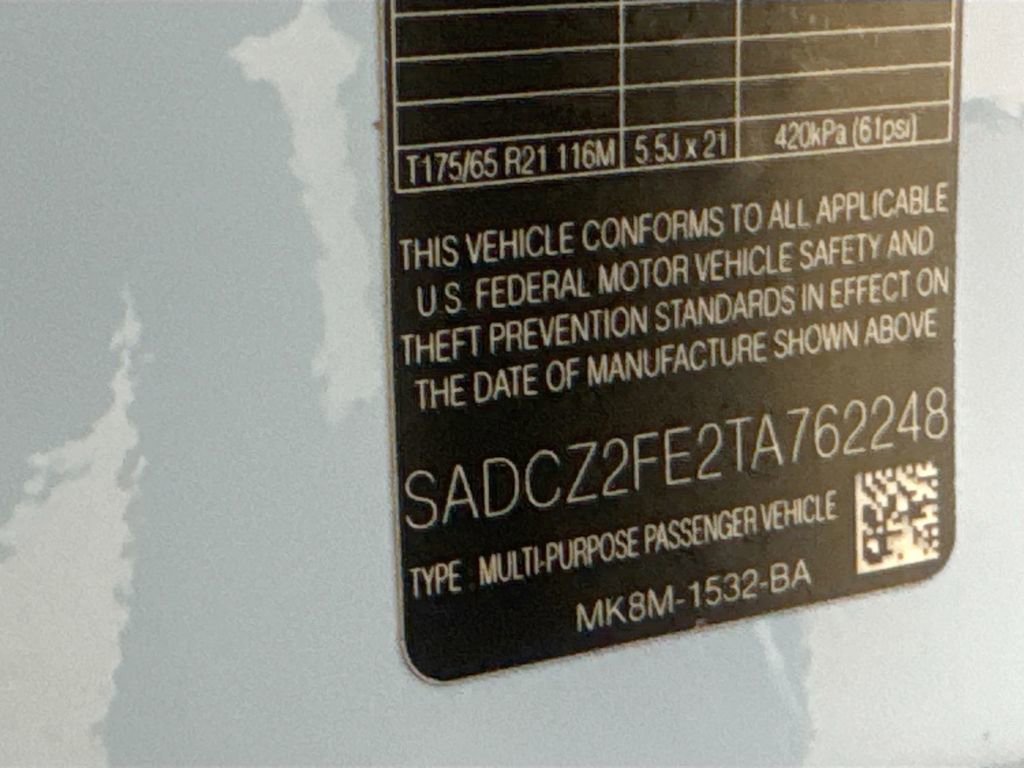 T175/65 R21 116M 5.5J x 21 420kPa (61psi)
THIS VEHICLE CONFORMS TO ALL APPLICABLE
U.S. FEDERAL MOTOR VEHICLE SAFETY AND
THEFT PREVENTION STANDARDS IN EFFECT ON
THE DATE OF MANUFACTURE SHOWN ABOVE
SADCZ2FE2TA762248
TYPE MULTI-PURPOSE PASSENGER VEHICLE
MK8M-1532-BA